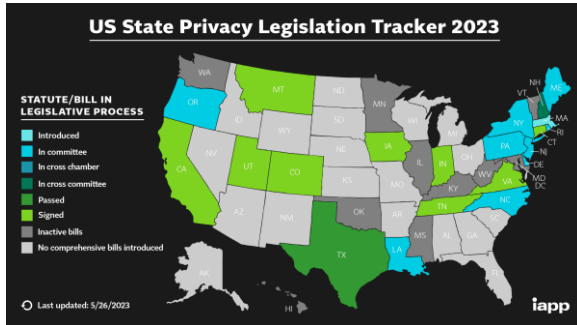 US State Privacy Legislation Tracker 2023
STATUTE/BILL IN
LEGISLATIVE PROCESS
Introduced
In committee
In cross chamber
In cross committee
Passed
Signed
Inactive bills
No comprehensive bills introduced
Last updated: 5/26/2023
WA
OR
CA
NV
ID
MT
WY
UT
CO
AZ
NM
ND
SD
NE
KS
OK
TX
MN
IA
MO
AR
LA
WI
IL
MI
IN
OH
KY
TN
MS
AL
GA
FL
SC
NC
VA
WV
PA
NY
VT
NH
ME
MA
RI
CT
NJ
DE
MD
DC
AK
HI
iapp